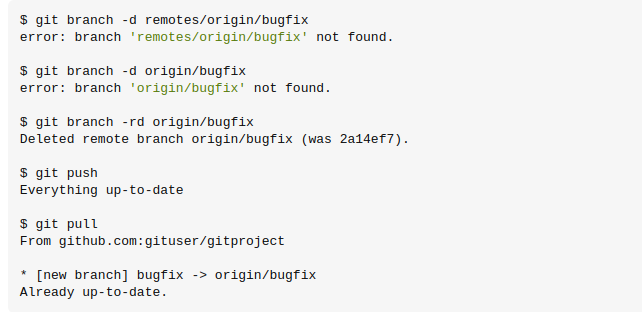 $ git branch -d remotes/origin/bugfix
error: branch 'remotes/origin/bugfix' not found.
$ git branch -d origin/bugfix
error: branch 'origin/bugfix' not found.
$ git branch -rd origin/bugfix
Deleted remote branch origin/bugfix (was 2a14ef7).
$ git push
Everything up-to-date
$ git pull
From github.com:gituser/gitproject
* [new branch] bugfix -> origin/bugfix
Already up-to-date.